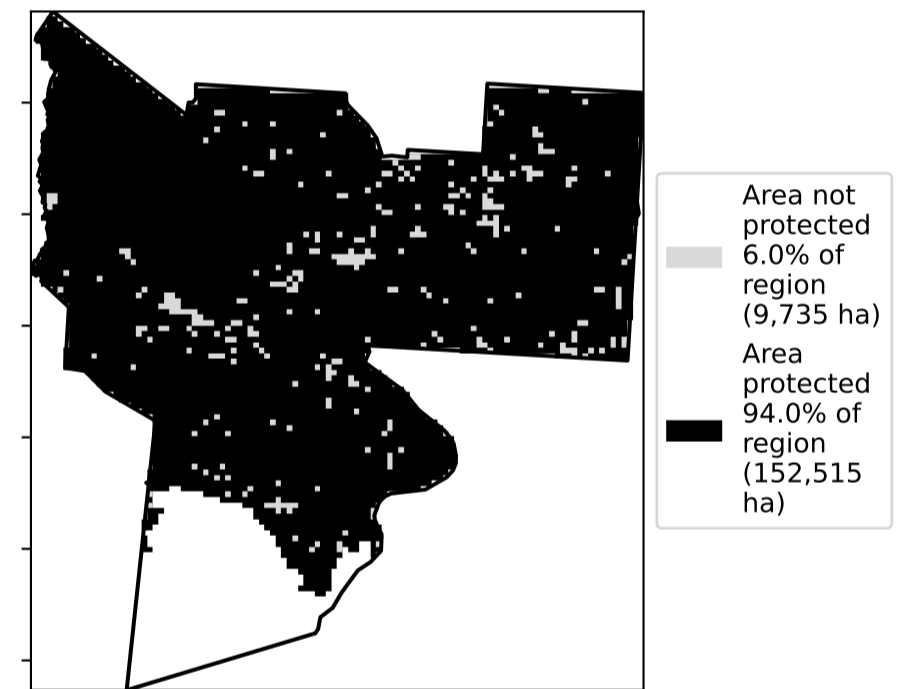 Area not
protected
6.0% of
region
(9,735 ha)
Area
protected
94.0% of
region
(152,515
ha)